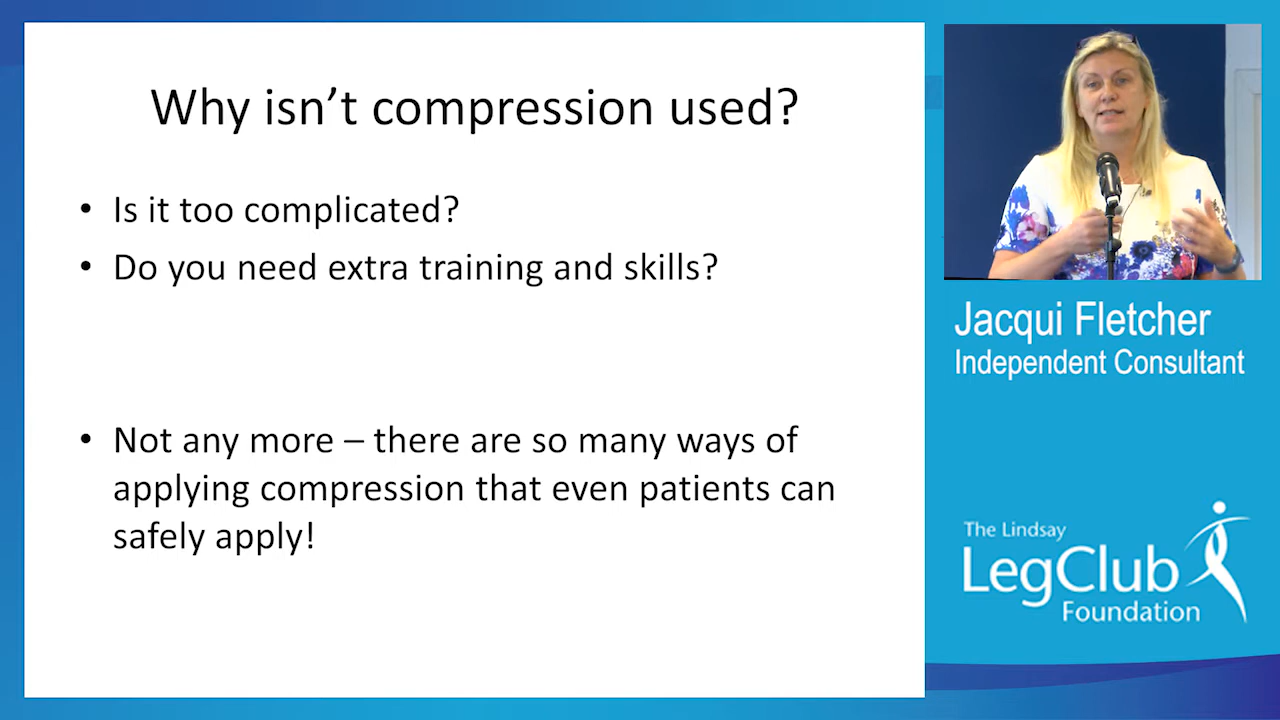 Why isn’t compression used?
• Is it too complicated?
• Do you need extra training and skills?
• Not any more – there are so many ways of
applying compression that even patients can
safely apply!
Jacqui Fletcher
Independent Consultant
The Lindsay
LegClub
Foundation